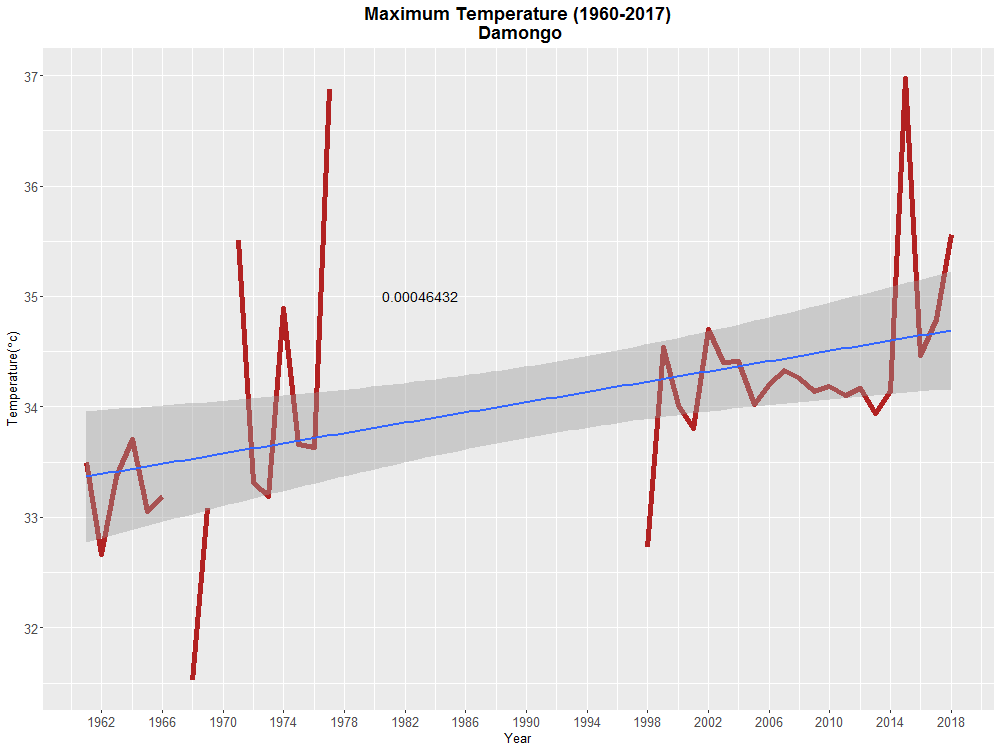 Maximum Temperature (1960-2017)
Damongo
37
36
35
34
33
32
Temperature(°c)
0.00046432
1962 1966 1970 1974 1978 1982 1986 1990 1994 1998 2002 2006 2010 2014 2018
Year